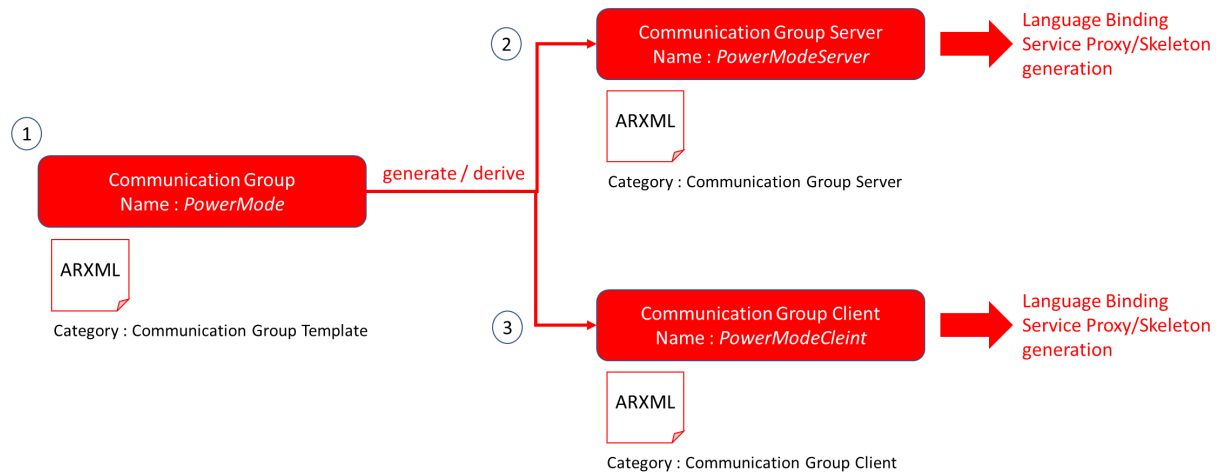 1
Communication Group
Name : PowerMode
ARXML
Category : Communication Group Template
generate / derive
2
Communication Group Server
Name : PowerModeServer
ARXML
Category : Communication Group Server
Language Binding
Service Proxy/Skeleton
generation
3
Communication Group Client
Name : PowerModeCleint
ARXML
Category : Communication Group Client
Language Binding
Service Proxy/Skeleton
generation